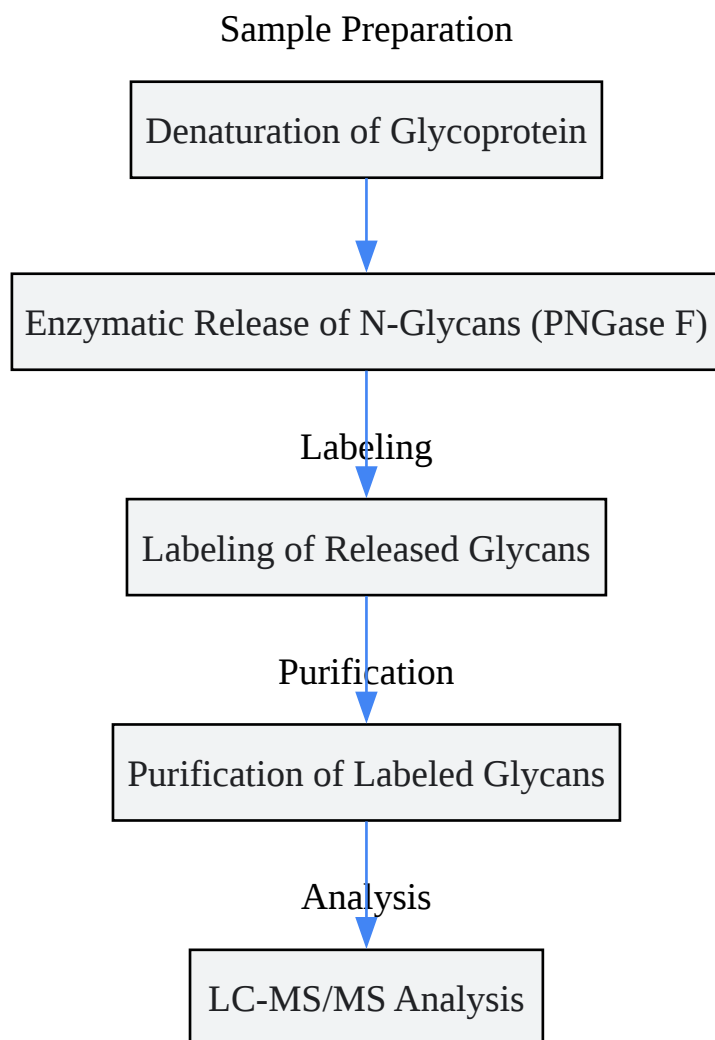 Sample Preparation
Denaturation of Glycoprotein
Enzymatic Release of N-Glycans (PNGase F)
Labeling
Labeling of Released Glycans
Purification
Purification of Labeled Glycans
Analysis
LC-MS/MS Analysis